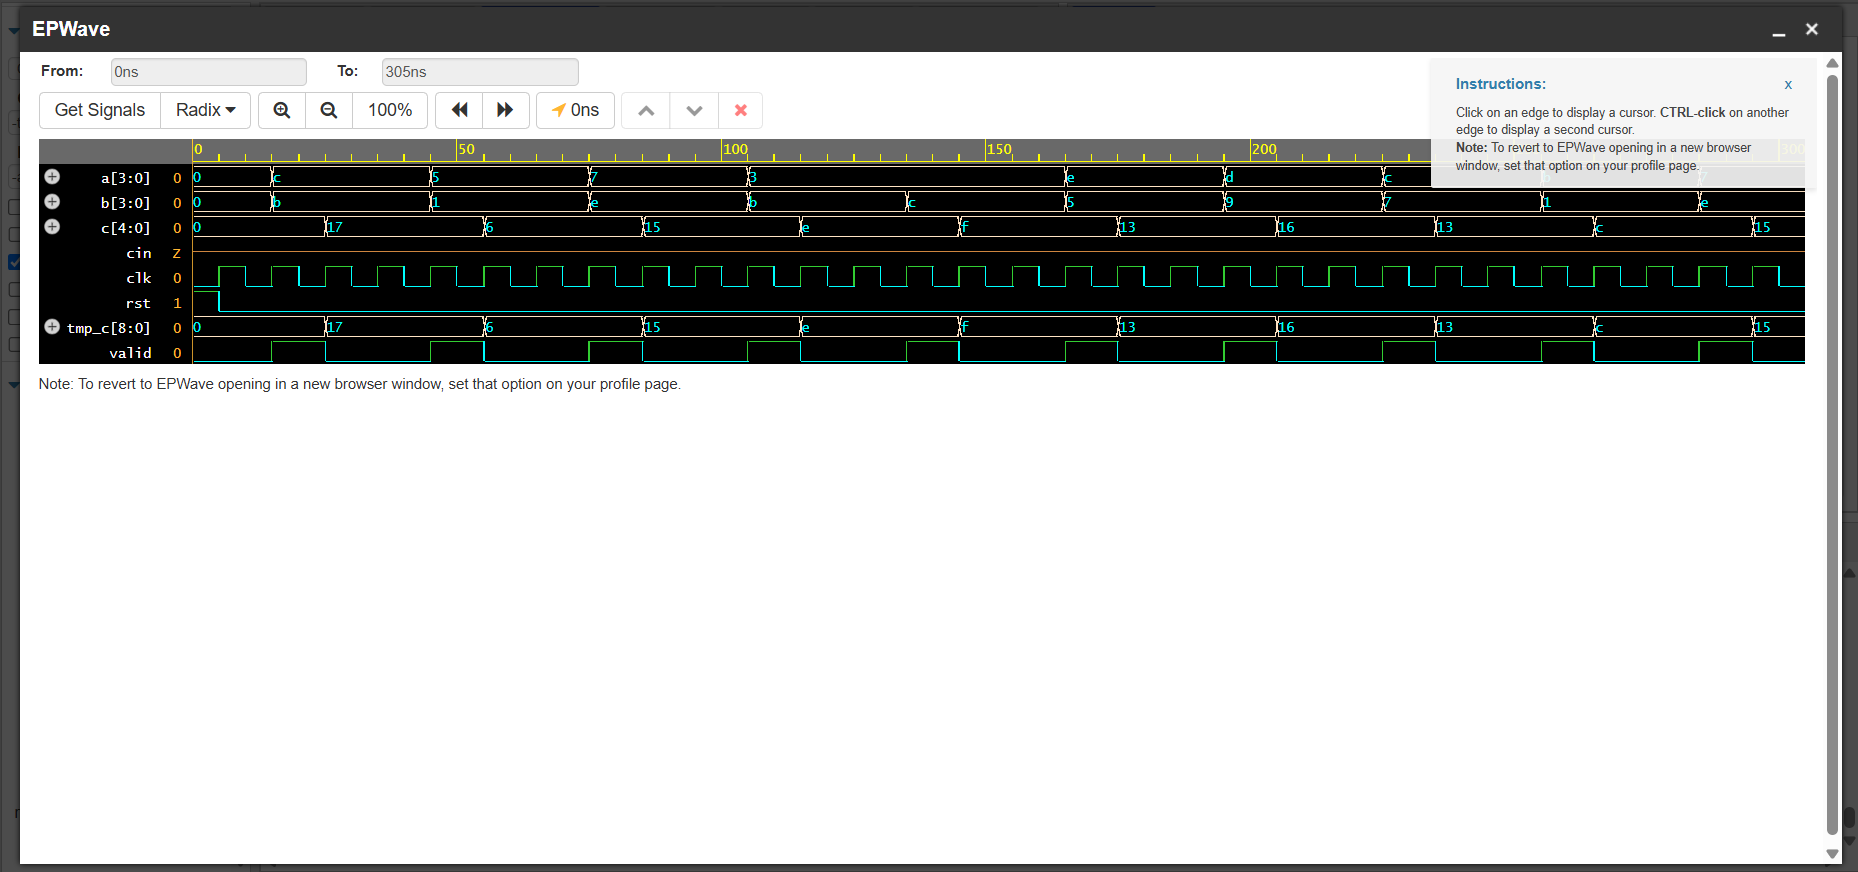 EPWave
From: 0ns To: 305ns
Instructions: x
Click on an edge to display a cursor. CTRL-click on another
edge to display a second cursor.
Note: To revert to EPWave opening in a new browser
window, set that option on your profile page.
Get Signals Radix 100% 0ns
0 50 100 150 200 300
a[3:0] 0 0 c 5 7 3 e d c
b[3:0] 0 0 b 1 e b c 5 9 7 1 e
c[4:0] 0 0 17 6 15 e f 13 16 13 c 15
cin Z
clk 0
rst 1
tmp_c[8:0] 0 0 17 6 15 e f 13 16 13 c 15
valid 0
Note: To revert to EPWave opening in a new browser window, set that option on your profile page.